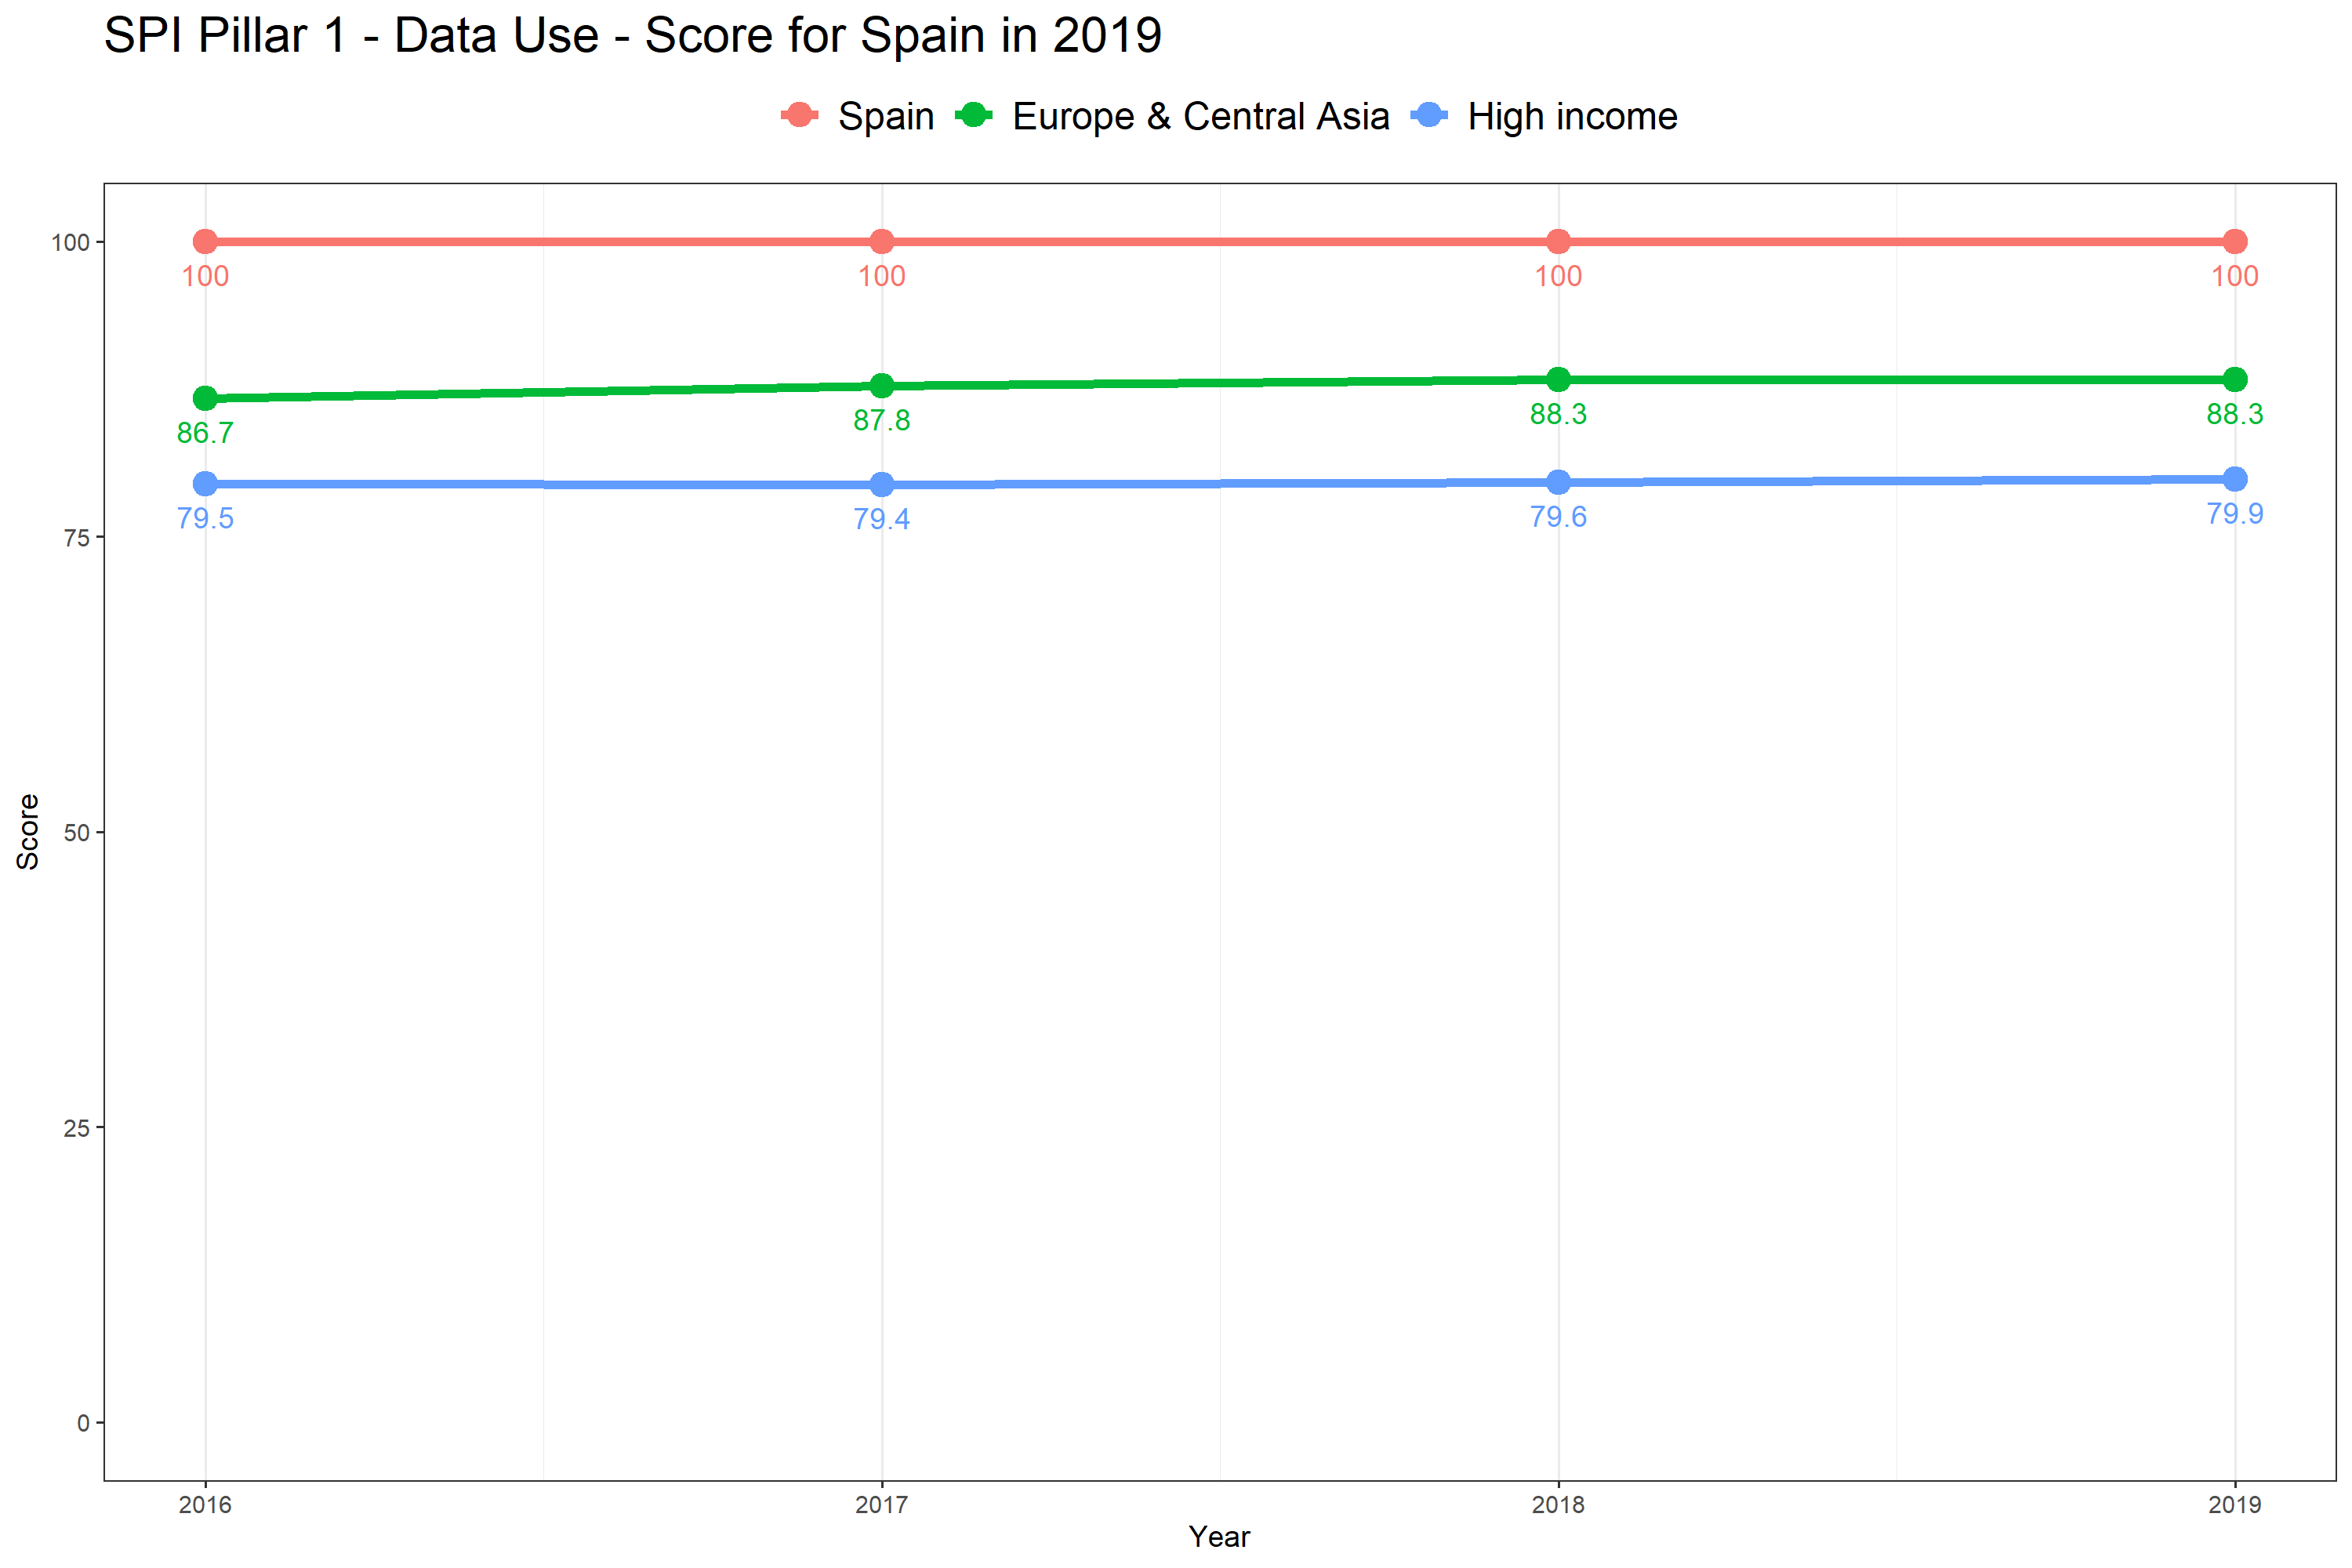 SPI Pillar 1 - Data Use - Score for Spain in 2019
Spain Europe & Central Asia High income
100
100 100 100 100
86.7 87.8 88.3 88.3
79.5 79.4 79.6 79.9
75
50
Score
25
0
2016 2017 2018 2019
Year